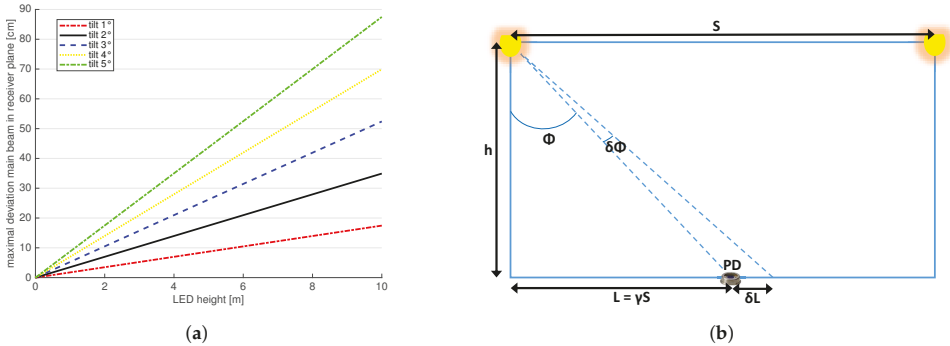 90
80
70
60
50
40
30
20
10
0
maximal deviation main beam in receiver plane [cm]
tilt 1°
tilt 2°
tilt 3°
tilt 4°
tilt 5°
0 2 4 6 8 10
LED height [m]
(a)
S
h
Φ
δΦ
PD
L = γS
δL
(b)